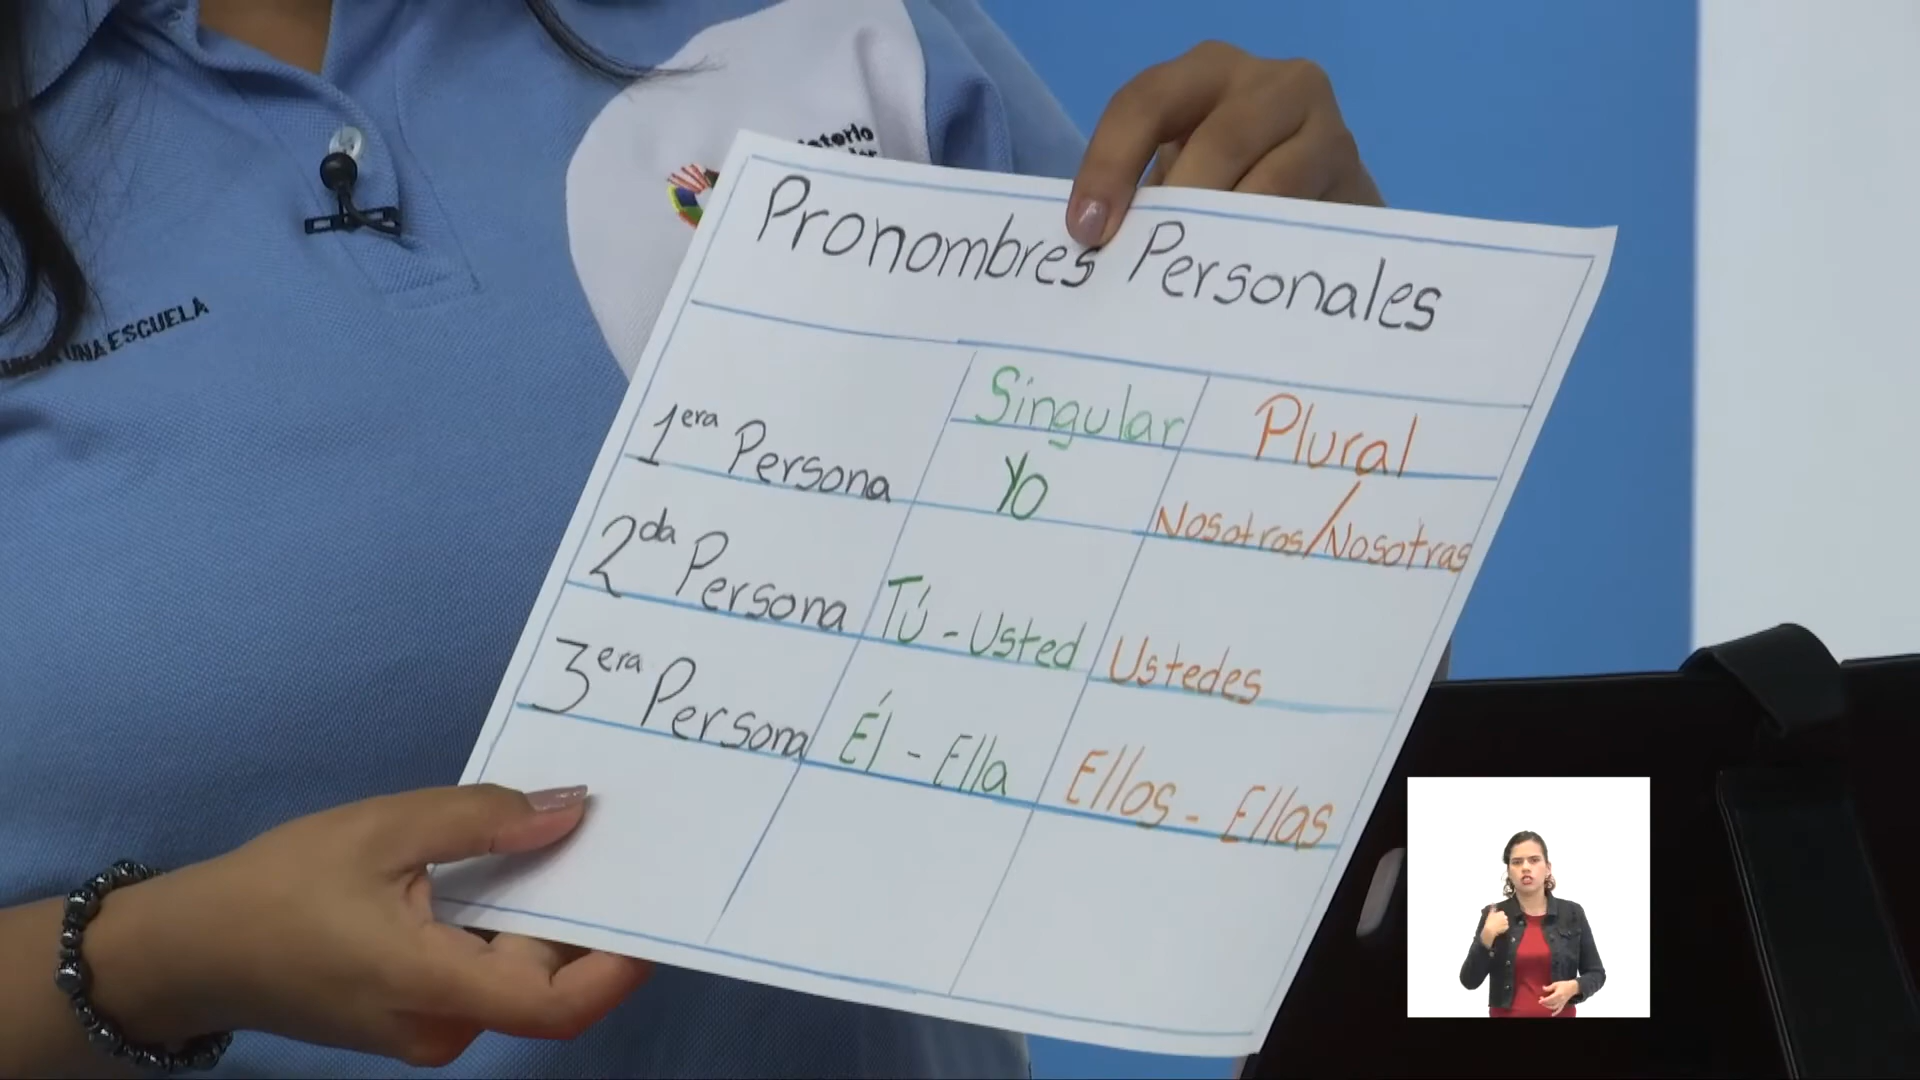 UNA ESCUELA
Pronombres Personales
Singular Plural
1era Persona Yo Nosotros/Nosotras
2da Persona Tú - Usted Ustedes
3era Persona Él - Ella Ellos - Ellas